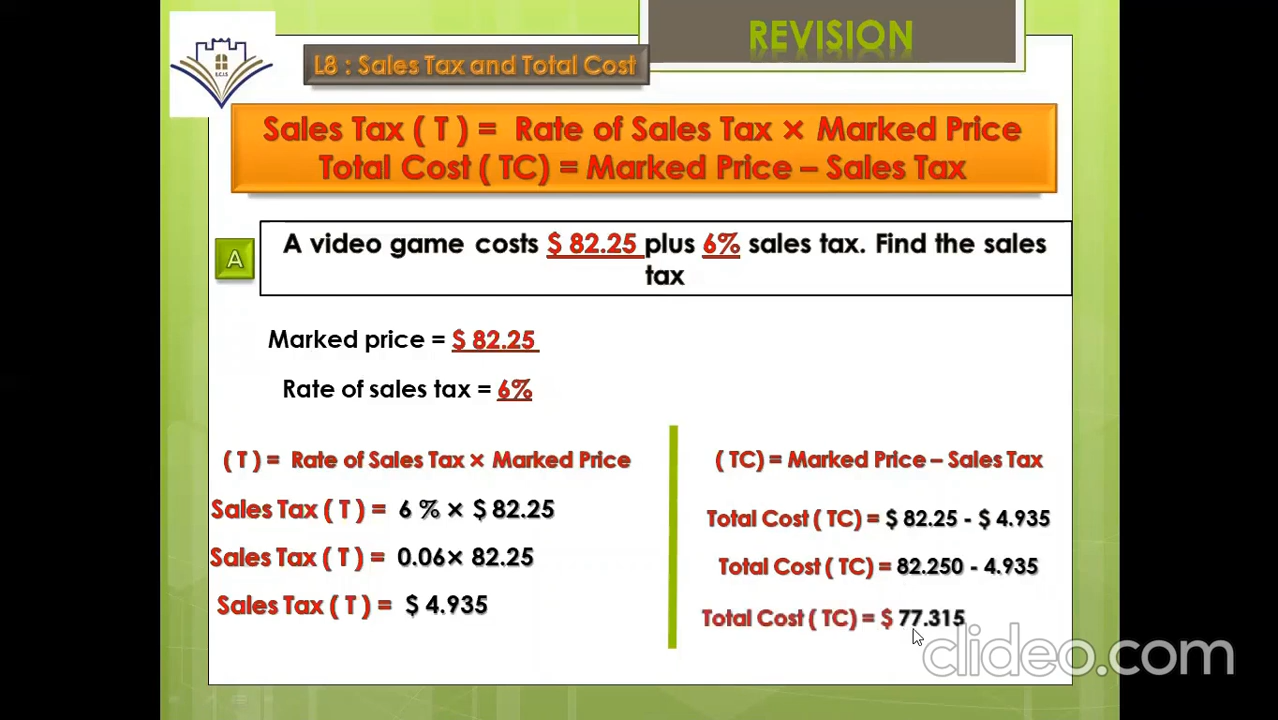 REVISION
E.C.I.S
L8 : Sales Tax and Total Cost
Sales Tax ( T ) = Rate of Sales Tax × Marked Price
Total Cost ( TC) = Marked Price – Sales Tax
A
A video game costs $ 82.25 plus 6% sales tax. Find the sales
tax
Marked price = $ 82.25
Rate of sales tax = 6%
( T ) = Rate of Sales Tax × Marked Price
Sales Tax ( T ) = 6 % × $ 82.25
Sales Tax ( T ) = 0.06× 82.25
Sales Tax ( T ) = $ 4.935
( TC) = Marked Price – Sales Tax
Total Cost ( TC) = $ 82.25 - $ 4.935
Total Cost ( TC) = 82.250 - 4.935
Total Cost ( TC) = $ 77.315
clideo.com